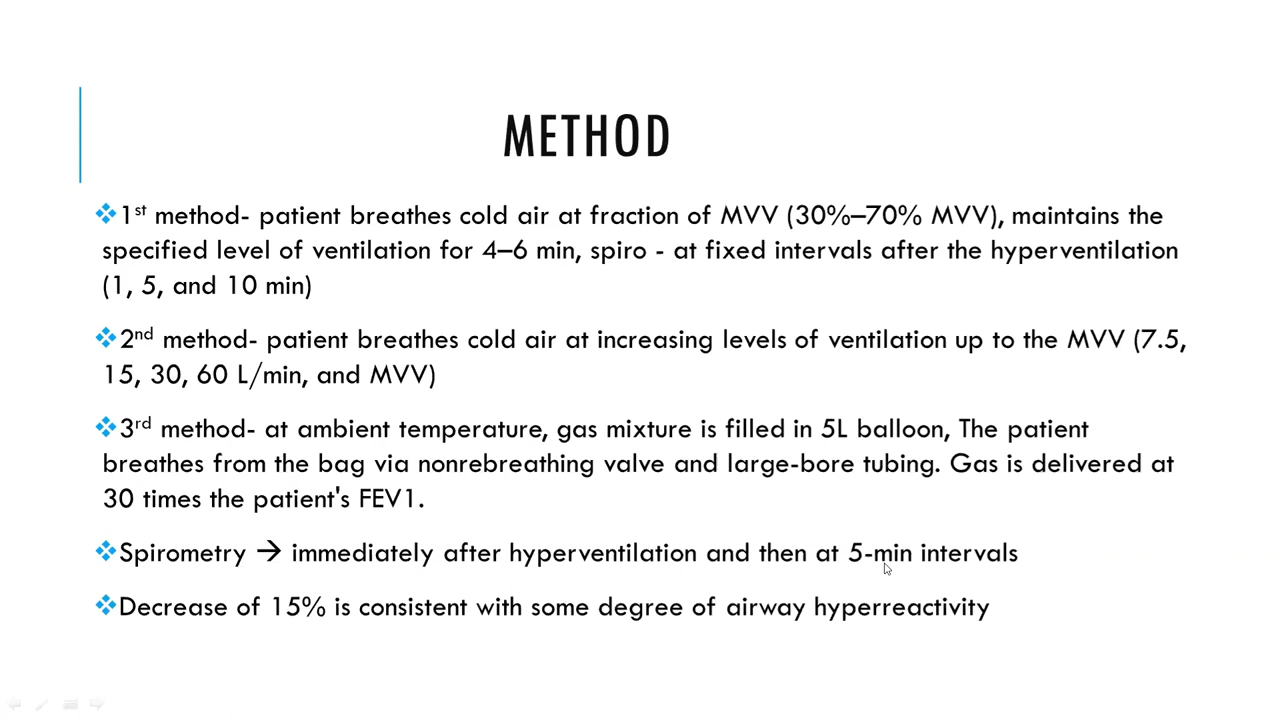 METHOD
❖1st method- patient breathes cold air at fraction of MVV (30%–70% MVV), maintains the
specified level of ventilation for 4–6 min, spiro - at fixed intervals after the hyperventilation
(1, 5, and 10 min)
❖2nd method- patient breathes cold air at increasing levels of ventilation up to the MVV (7.5,
15, 30, 60 L/min, and MVV)
❖3rd method- at ambient temperature, gas mixture is filled in 5L balloon, The patient
breathes from the bag via nonrebreathing valve and large-bore tubing. Gas is delivered at
30 times the patient's FEV1.
❖Spirometry → immediately after hyperventilation and then at 5-min intervals
❖Decrease of 15% is consistent with some degree of airway hyperreactivity